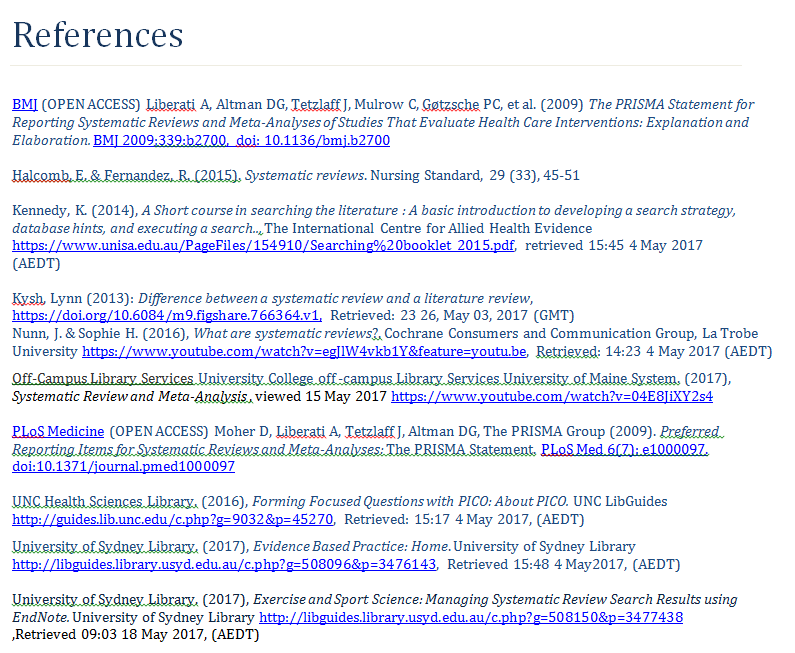 References
BMJ (OPEN ACCESS) Liberati A, Altman DG, Tetzlaff J, Mulrow C, Gøtzsche PC, et al. (2009) The PRISMA Statement for
Reporting Systematic Reviews and Meta-Analyses of Studies That Evaluate Health Care Interventions: Explanation and
Elaboration. BMJ 2009;339:b2700, doi: 10.1136/bmj.b2700
Halcomb, E. & Fernandez, R. (2015). Systematic reviews. Nursing Standard, 29 (33), 45-51
Kennedy, K. (2014), A Short course in searching the literature : A basic introduction to developing a search strategy,
database hints, and executing a search.., The International Centre for Allied Health Evidence
https://www.unisa.edu.au/PageFiles/154910/Searching%20booklet_2015.pdf, retrieved 15:45 4 May 2017
(AEDT)
Kysh, Lynn (2013): Difference between a systematic review and a literature review,
https://doi.org/10.6084/m9.figshare.766364.v1, Retrieved: 23 26, May 03, 2017 (GMT)
Nunn, J. & Sophie H. (2016), What are systematic reviews?, Cochrane Consumers and Communication Group, La Trobe
University https://www.youtube.com/watch?v=egJlW4vkb1Y&feature=youtu.be, Retrieved: 14:23 4 May 2017 (AEDT)
Off-Campus Library Services University College off-campus Library Services University of Maine System. (2017),
Systematic Review and Meta-Analysis, viewed 15 May 2017 https://www.youtube.com/watch?v=04E8JiXY2s4
PLoS Medicine (OPEN ACCESS) Moher D, Liberati A, Tetzlaff J, Altman DG, The PRISMA Group (2009). Preferred
Reporting Items for Systematic Reviews and Meta-Analyses: The PRISMA Statement. PLoS Med 6(7): e1000097.
doi:10.1371/journal.pmed1000097
UNC Health Sciences Library. (2016), Forming Focused Questions with PICO: About PICO. UNC LibGuides
http://guides.lib.unc.edu/c.php?g=9032&p=45270, Retrieved: 15:17 4 May 2017, (AEDT)
University of Sydney Library. (2017), Evidence Based Practice: Home. University of Sydney Library
http://libguides.library.usyd.edu.au/c.php?g=508096&p=3476143, Retrieved 15:48 4 May2017, (AEDT)
University of Sydney Library. (2017), Exercise and Sport Science: Managing Systematic Review Search Results using
EndNote. University of Sydney Library http://libguides.library.usyd.edu.au/c.php?g=508150&p=3477438
,Retrieved 09:03 18 May 2017, (AEDT)